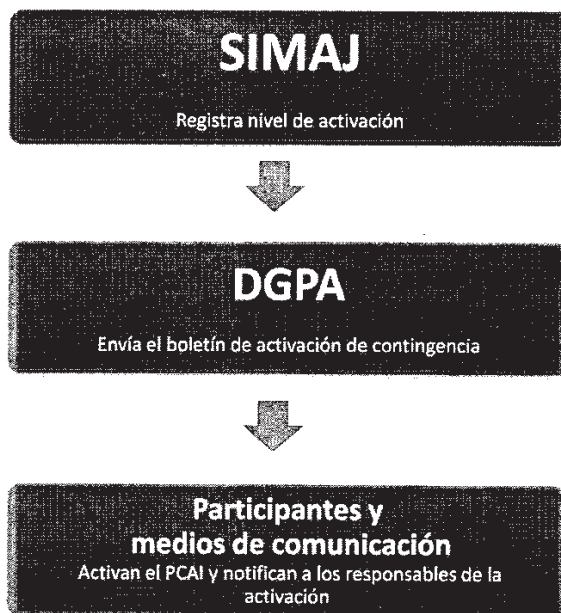 SIMAJ
Registra nivel de activación
DGPA
Envía el boletín de activación de contingencia
Participantes y
medios de comunicación
Activan el PCAI y notifican a los responsables de la
activación